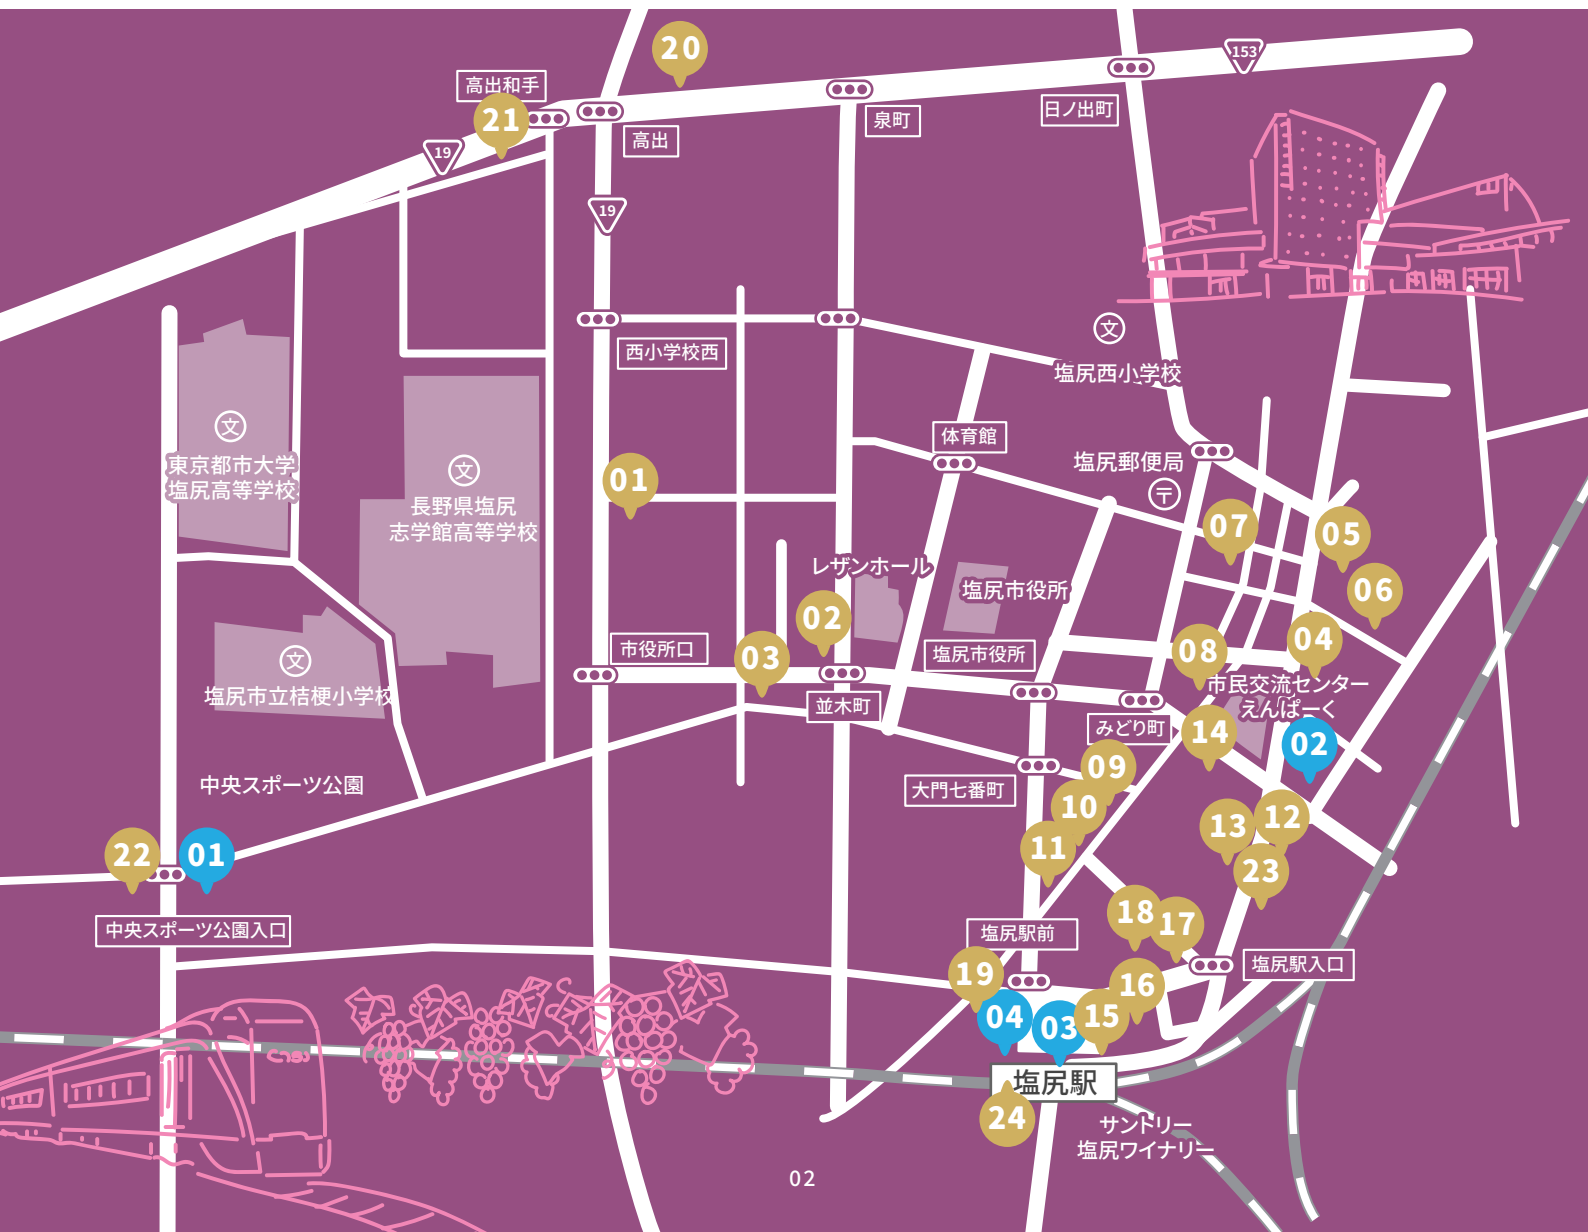 20
153
高出和手
日ノ出町
21
泉町
高出
19
19
文
西小学校西
塩尻西小学校
文
体育館
東京都市大学
塩尻高等学校
文
塩尻郵便局
〒
01
長野県塩尻
志学館高等学校
07
05
レザンホール
塩尻市役所
06
02
04
市役所口
03
塩尻市役所
08
文
塩尻市立桔梗小学校
並木町
市民交流センター
えんぱーく
みどり町
14
02
中央スポーツ公園
大門七番町
09
10
13
12
22
01
11
23
中央スポーツ公園入口
塩尻駅前
18
17
塩尻駅入口
19
16
04
03
15
塩尻駅
24
サントリー
塩尻ワイナリー
02